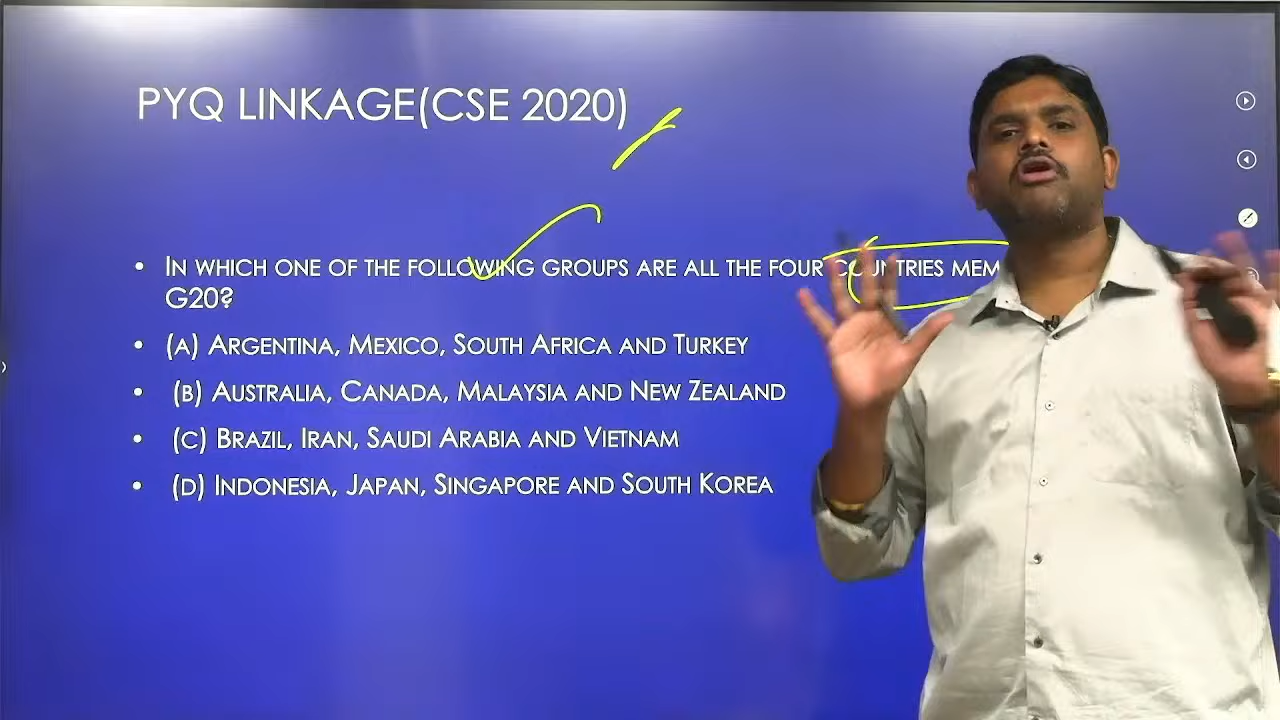 PYQ LINKAGE(CSE 2020)
• IN WHICH ONE OF THE FOLLOWING GROUPS ARE ALL THE FOUR COUNTRIES
G20?
• (A) ARGENTINA, MEXICO, SOUTH AFRICA AND TURKEY
• (B) AUSTRALIA, CANADA, MALAYSIA AND NEW ZEALAND
• (C) BRAZIL, IRAN, SAUDI ARABIA AND VIETNAM
• (D) INDONESIA, JAPAN, SINGAPORE AND SOUTH KOREA